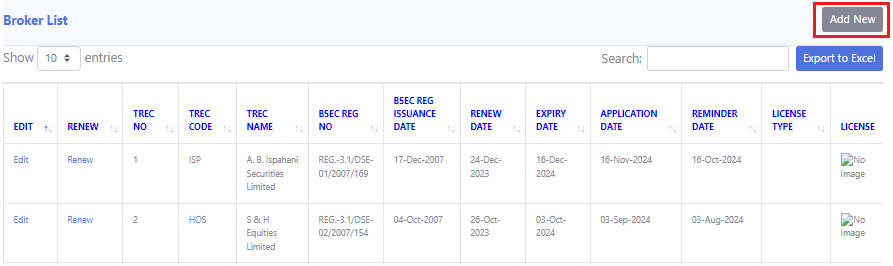 Broker List
Add New
Show 10 entries
Search:
Export to Excel
EDIT
RENEW
TREC NO
TREC CODE
TREC NAME
BSEC REG NO
BSEC REG ISSUANCE DATE
RENEW DATE
EXPIRY DATE
APPLICATION DATE
REMINDER DATE
LICENSE TYPE
LICENSE
Edit
Renew
1
ISP
A. B. Ispahani
Securities
Limited
REG.-3.1/DSE-
01/2007/169
17-Dec-2007
24-Dec-
2023
16-Dec-
2024
16-Nov-2024
16-Oct-2024
No
Image
Edit
Renew
2
HOS
S & H
Equities
Limited
REG.-3.1/DSE-
02/2007/154
04-Oct-2007
26-Oct-
2023
03-Oct-
2024
03-Sep-2024
03-Aug-2024
No
Image